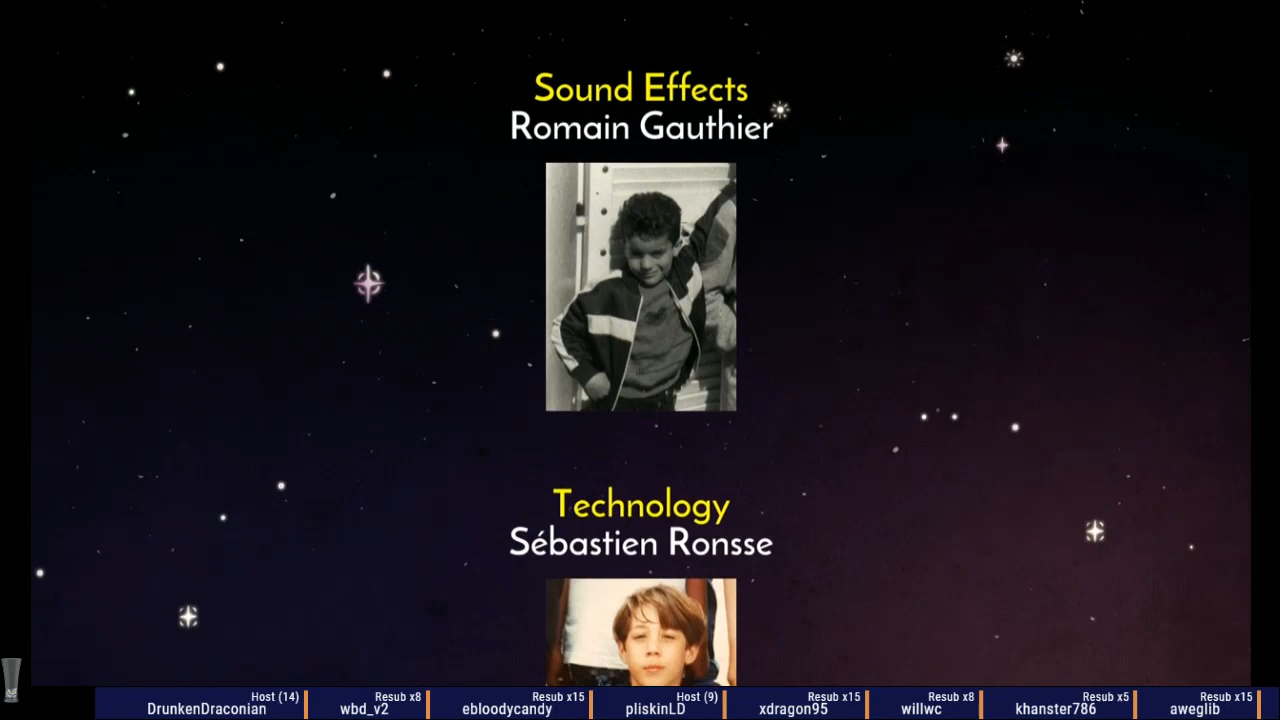 Sound Effects
Romain Gauthier
Technology
Sébastien Ronsse
Host (14)
DrunkenDraconian
Resub x8
wbd_v2
Resub x15
ebloodycandy
Host (9)
pliskinLD
Resub x15
xdragon95
Resub x8
willwc
Resub x5
khanster786
Resub x15
aweglib